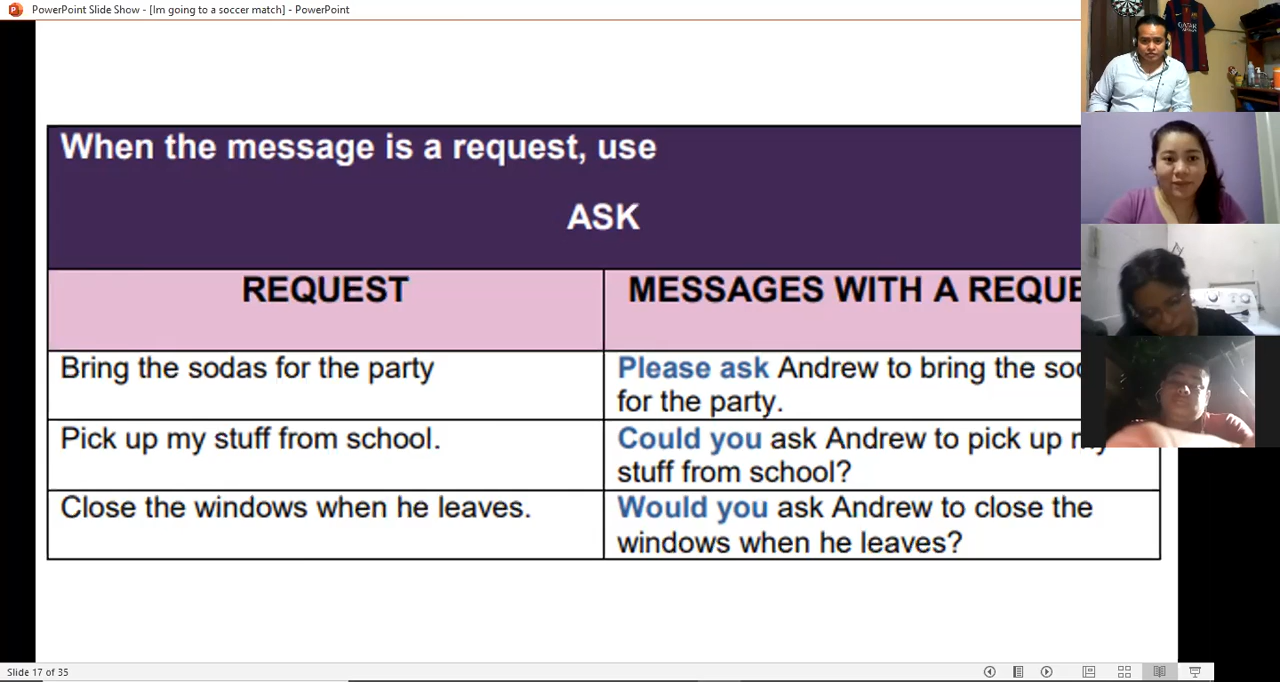 PowerPoint Slide Show - [Im going to a soccer match] - PowerPoint
When the message is a request, use
ASK
REQUEST
MESSAGES WITH A REQUE
Bring the sodas for the party
Please ask Andrew to bring the so
for the party.
Pick up my stuff from school.
Could you ask Andrew to pick up my
stuff from school?
Close the windows when he leaves.
Would you ask Andrew to close the
windows when he leaves?
QATAR
Slide 17 of 35